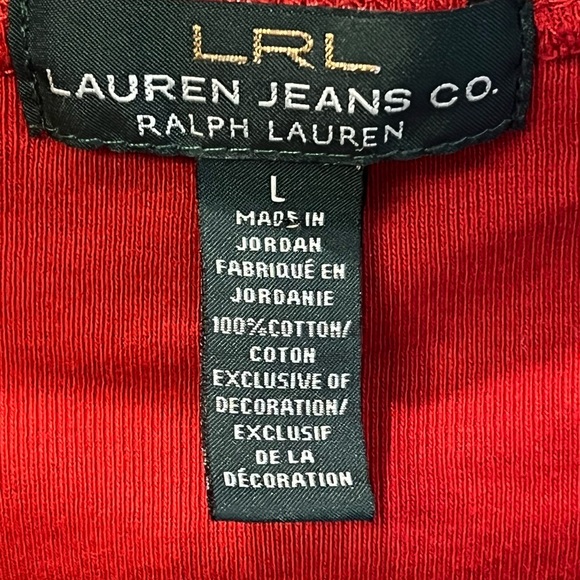 LRL
LAUREN JEANS CO.
RALPH LAUREN
L
MADE IN
JORDAN
FABRIQUÉ EN
JORDANIE
100%COTTON/
COTON
EXCLUSIVE OF
DECORATION/
EXCLUSIF
DE LA
DÉCORATION